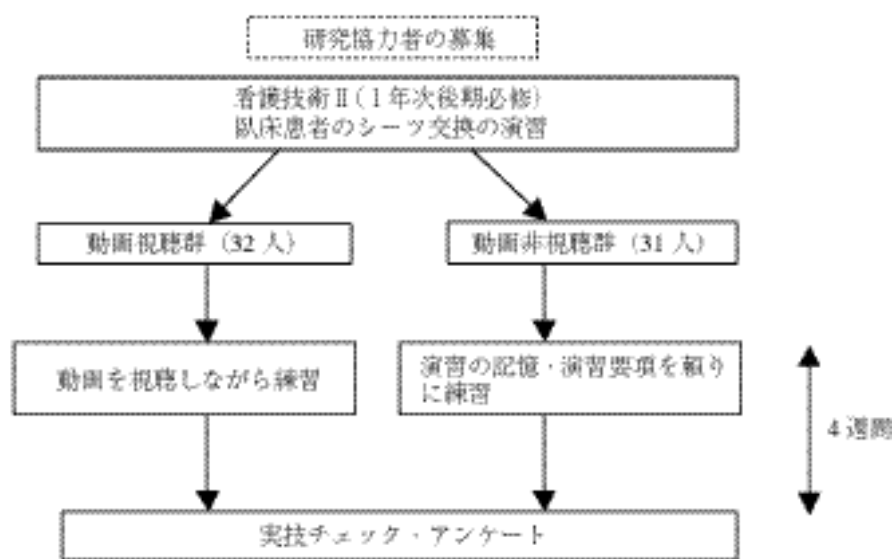 研究協力者の募集
看護技術Ⅱ(1年次後期必修)
臥床患者のシーツ交換の演習
動画視聴群(32人)
動画非視聴群(31人)
動画を視聴しながら練習
演習の記憶・演習要項を頼り
に練習
4週間
実技チェック・アンケート